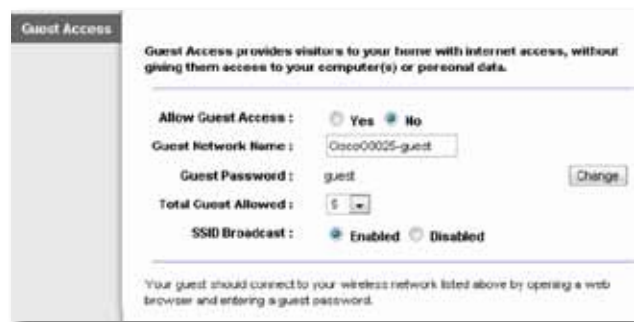 Guest Access
Guest Access provides visitors to your home with internet access, without
giving them access to your computer(s) or personal data.
Allow Guest Access : Yes No
Guest Network Name : Cisco00025-guest
Guest Password : guest Change
Total Guest Allowed : 5
SSID Broadcast : Enabled Disabled
Your guest should connect to your wireless network listed above by opening a web
browser and entering a guest password.